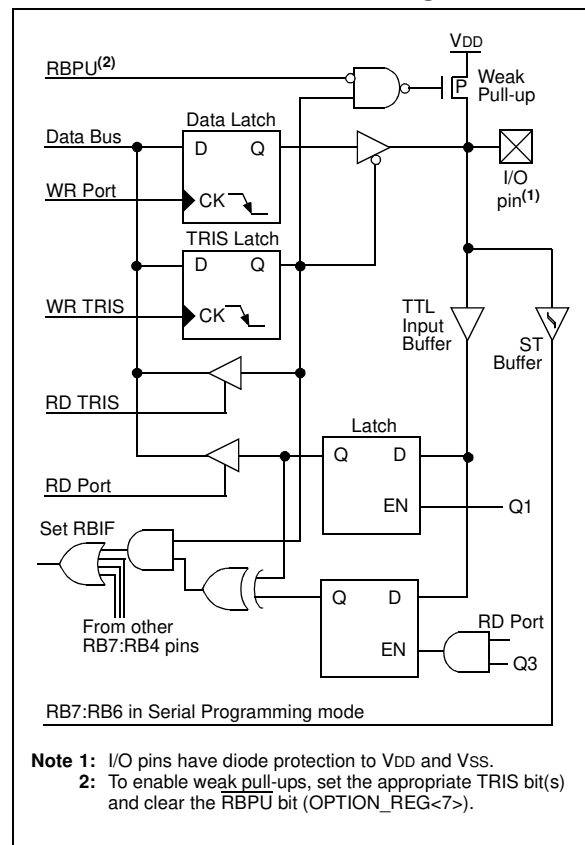 VDD
RBPU(2)
P Weak
Pull-up
Data Latch
Data Bus
D Q
WR Port
CK
I/O
pin(1)
TRIS Latch
D Q
WR TRIS
CK
TTL
Input
Buffer
ST
Buffer
RD TRIS
Latch
Q D
RD Port
EN
Q1
Set RBIF
Q D
RD Port
EN
Q3
From other
RB7:RB4 pins
RB7:RB6 in Serial Programming mode
Note 1: I/O pins have diode protection to VDD and VSS.
2: To enable weak pull-ups, set the appropriate TRIS bit(s)
and clear the RBPU bit (OPTION_REG<7>).